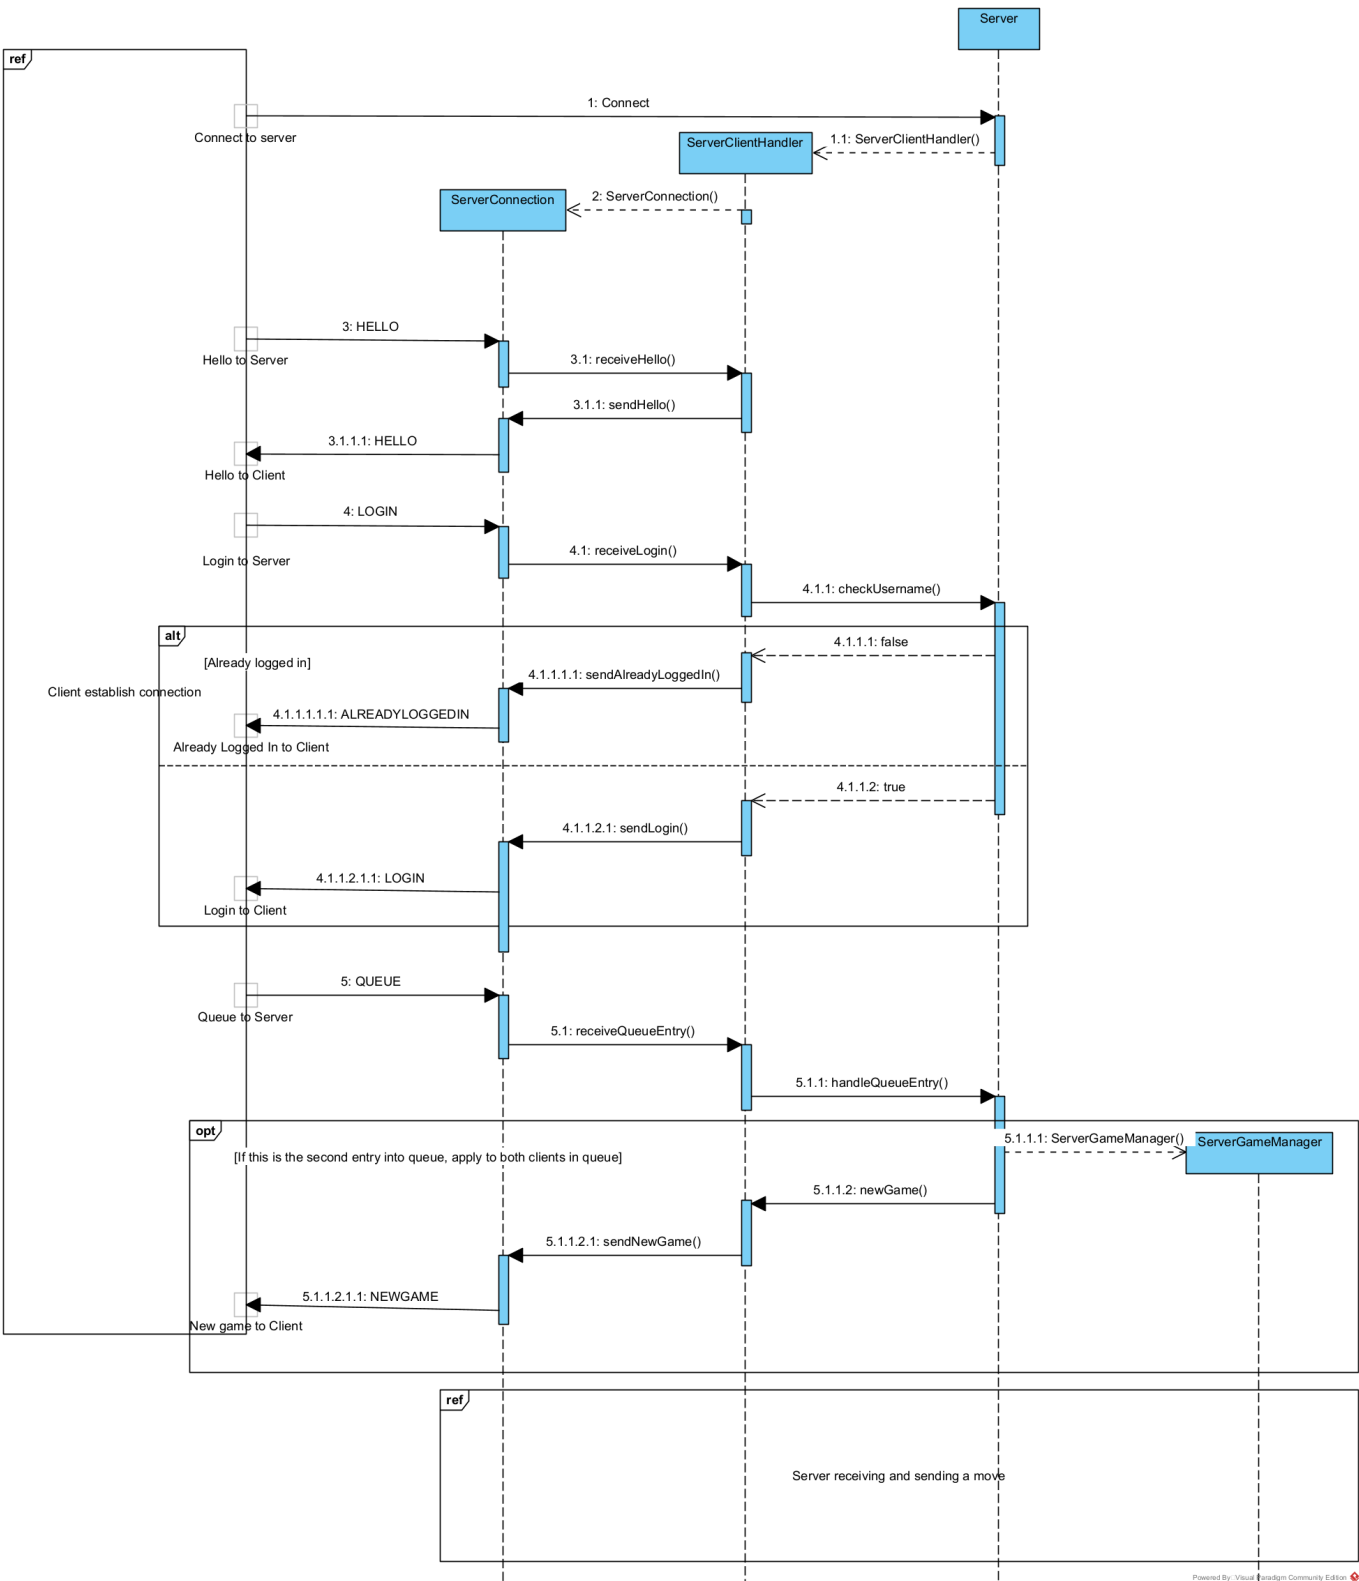 Server
ref
1: Connect
Connect to server
1.1: ServerClientHandler()
ServerClientHandler
2: ServerConnection()
ServerConnection
3: HELLO
Hello to Server
3.1: receiveHello()
3.1.1: sendHello()
3.1.1.1: HELLO
Hello to Client
4: LOGIN
Login to Server
4.1: receiveLogin()
4.1.1: checkUsername()
alt
4.1.1.1: false
[Already logged in]
4.1.1.1.1: sendAlreadyLoggedIn()
Client establish connection
4.1.1.1.1.1: ALREADYLOGGEDIN
Already Logged In to Client
4.1.1.2: true
4.1.1.2.1: sendLogin()
4.1.1.2.1.1: LOGIN
Login to Client
5: QUEUE
Queue to Server
5.1: receiveQueueEntry()
5.1.1: handleQueueEntry()
opt
5.1.1.1: ServerGameManager()
ServerGameManager
[If this is the second entry into queue, apply to both clients in queue]
5.1.1.2: newGame()
5.1.1.2.1: sendNewGame()
5.1.1.2.1.1: NEWGAME
New game to Client
ref
Server receiving and sending a move
Powered By Visual Paradigm Community Edition